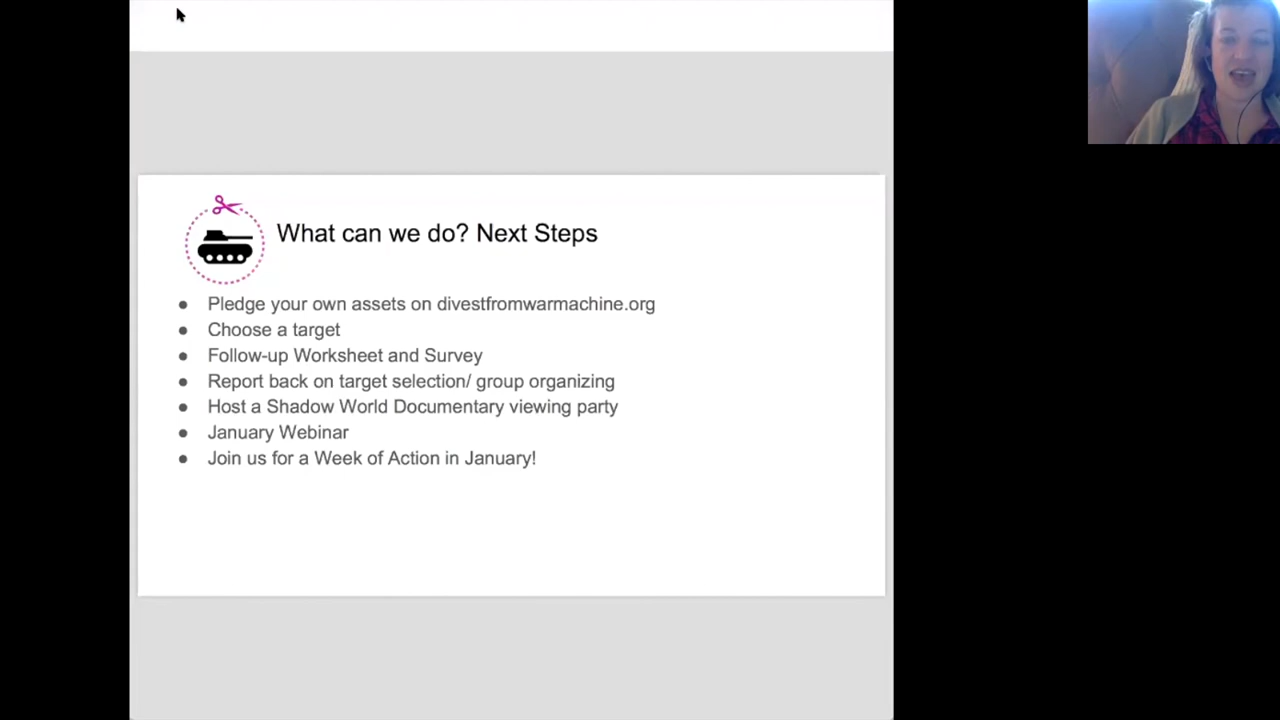 What can we do? Next Steps
● Pledge your own assets on divestfromwarmachine.org
● Choose a target
● Follow-up Worksheet and Survey
● Report back on target selection/ group organizing
● Host a Shadow World Documentary viewing party
● January Webinar
● Join us for a Week of Action in January!